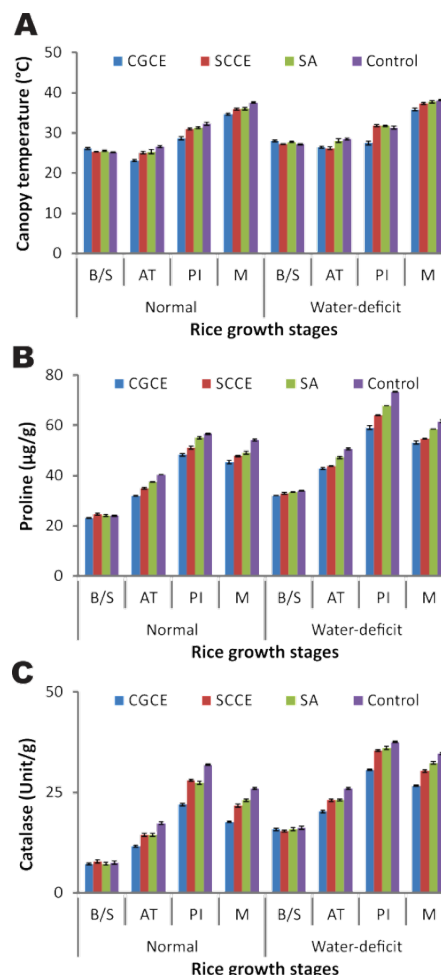 A
CGCE SCCE SA Control
Canopy temperature (°C)
50
40
30
20
10
0
B/S AT PI M B/S AT PI M
Normal Water-deficit
Rice growth stages
B
CGCE SCCE SA Control
Proline (µg/g)
80
60
40
20
0
B/S AT PI M B/S AT PI M
Normal Water-deficit
Rice growth stages
C
CGCE SCCE SA Control
Catalase (Unit/g)
50
25
0
B/S AT PI M B/S AT PI M
Normal Water-deficit
Rice growth stages